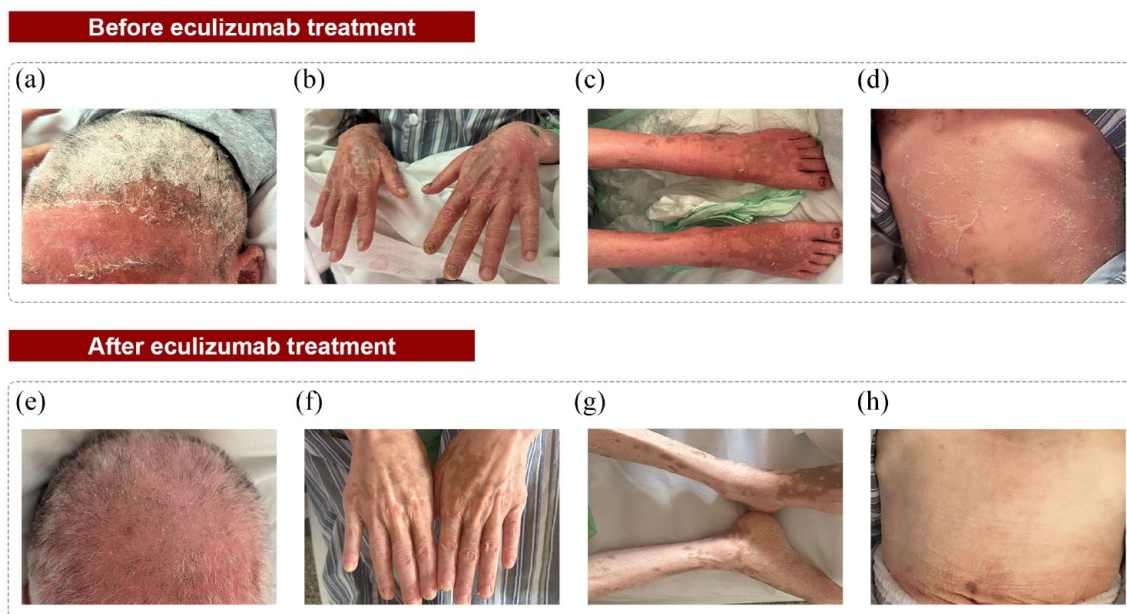 Before eculizumab treatment
(a) (b) (c) (d)
After eculizumab treatment
(e) (f) (g) (h)